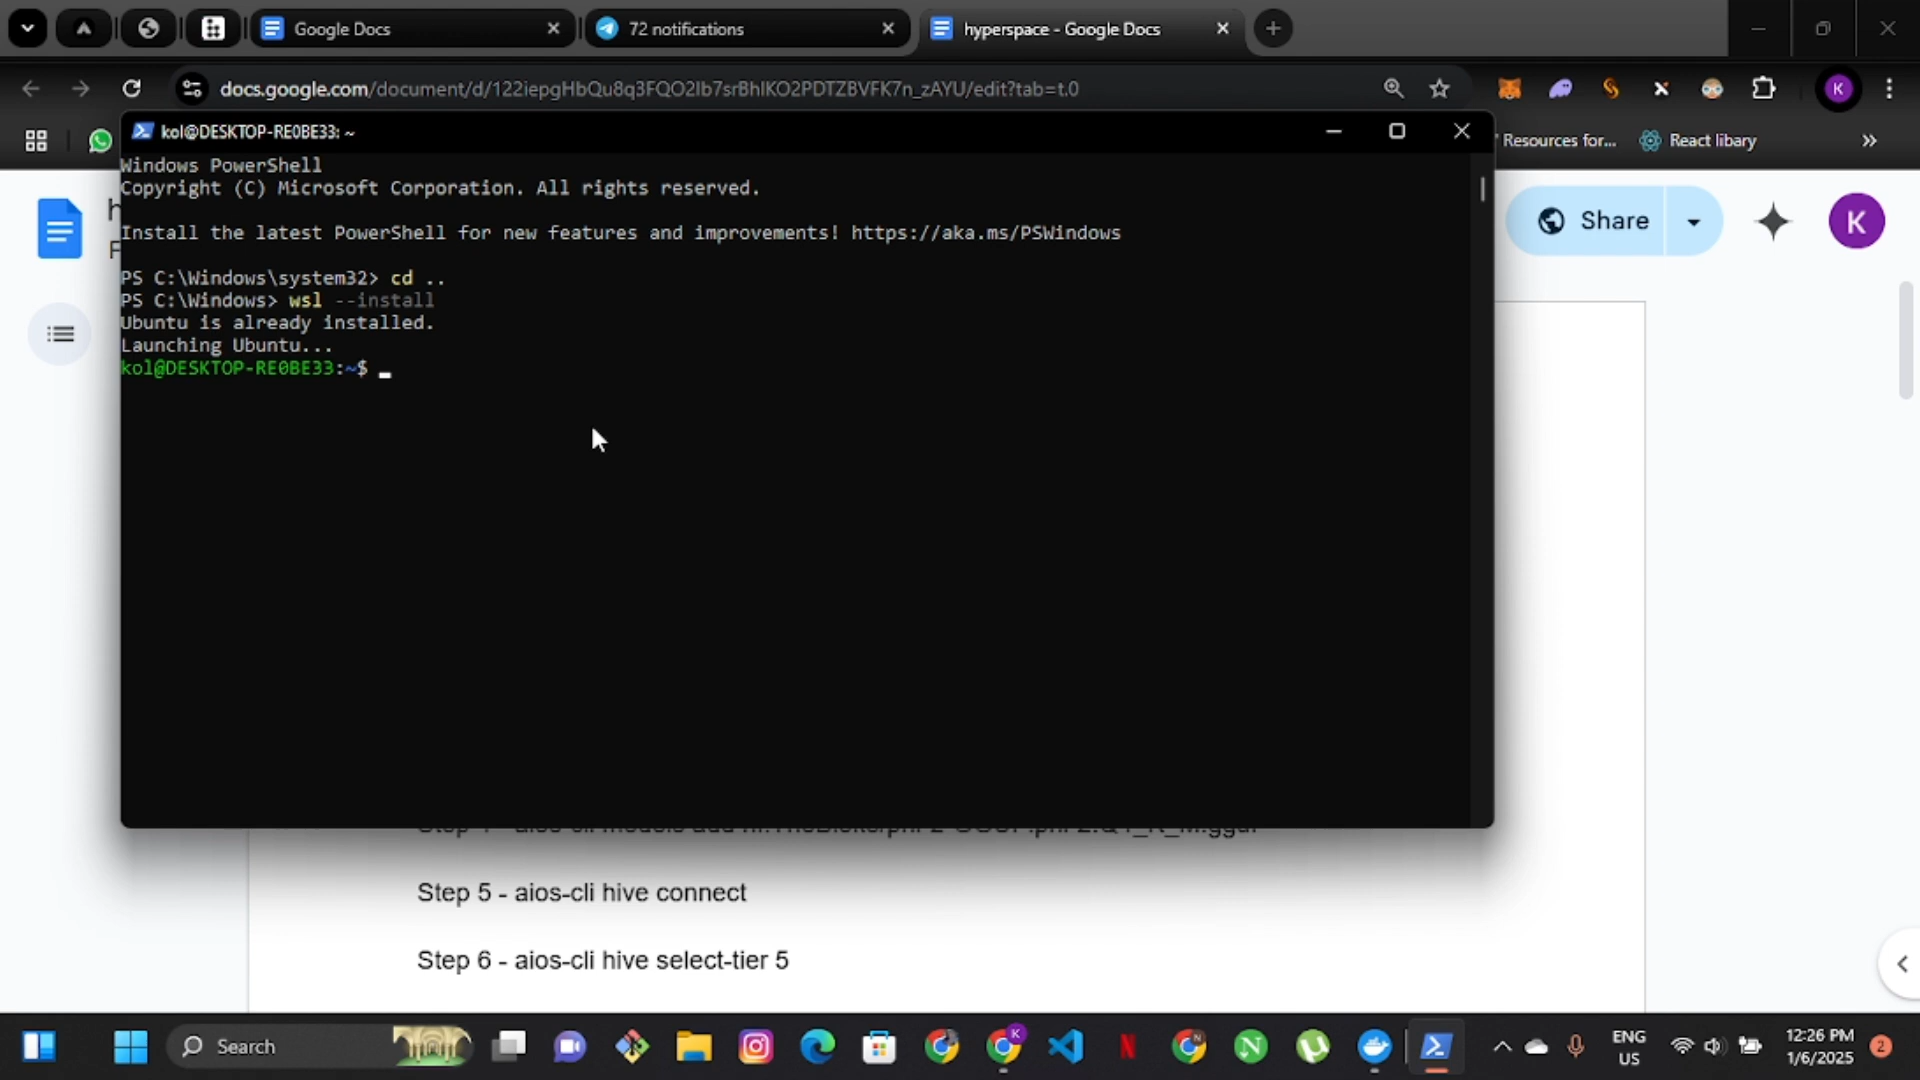 Google Docs
72 notifications
hyperspace - Google Docs
docs.google.com/document/d/122iepgHbQu8q3FQO2Ib7srBhIKO2PDTZBVFK7n_zAYU/edit?tab=t.0
K
kol@DESKTOP-RE0BE33: ~
Resources for...
React libary
Windows PowerShell
Copyright (C) Microsoft Corporation. All rights reserved.
Install the latest PowerShell for new features and improvements! https://aka.ms/PSWindows
Share
K
PS C:\Windows\system32> cd ..
PS C:\Windows> wsl --install
Ubuntu is already installed.
Launching Ubuntu...
kol@DESKTOP-RE0BE33:~$
Step 5 - aios-cli hive connect
Step 6 - aios-cli hive select-tier 5
Search
K
ENG
US
12:26 PM
1/6/2025
2